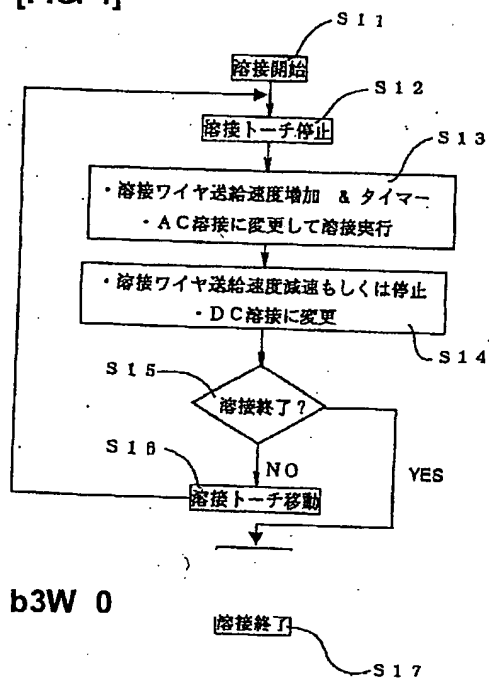 S11
溶接開始
S12
溶接トーチ停止
S13
・溶接ワイヤ送給速度増加 & タイマー
・AC溶接に変更して溶接実行
・溶接ワイヤ送給速度減速もしくは停止
・DC溶接に変更
S14
S15
溶接終了?
S16
NO
YES
溶接トーチ移動
b3W 0
溶接終了
S17